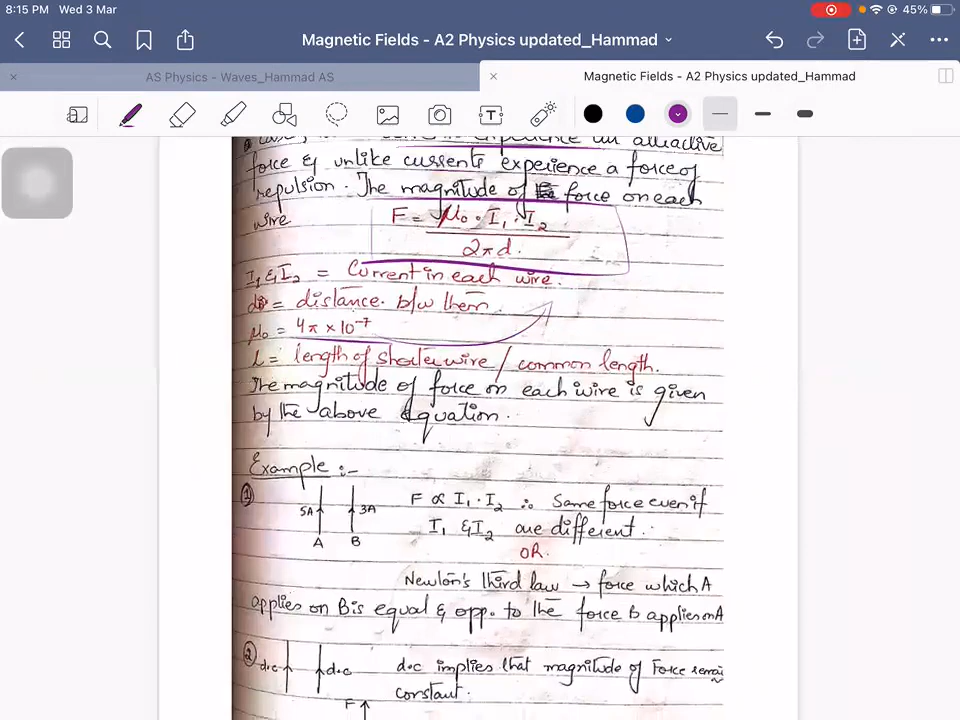 8:15 PM Wed 3 Mar
45%
Magnetic Fields - A2 Physics updated_Hammad
AS Physics - Waves_Hammad AS
Magnetic Fields - A2 Physics updated_Hammad
experience an attractive
force & unlike currents experience a force of
repulsion. The magnitude of force on each
wire
F = μ₀ · I₁ · I₂
2πd.
I₁ & I₂ = Current in each wire.
d = distance b/w them.
μ₀ = 4π × 10⁻⁷
l = length of shorter wire / common length.
The magnitude of force on each wire is given
by the above Equation.
Example :-
① 5A 3A F ∝ I₁ · I₂ ∴ Same force even if
A B I₁ & I₂ are different.
OR.
Newton's third law → force which A
applies on B is equal & opp. to the force B applies on A
② d.c d.c d.c implies that magnitude of Force remain
constant.
F